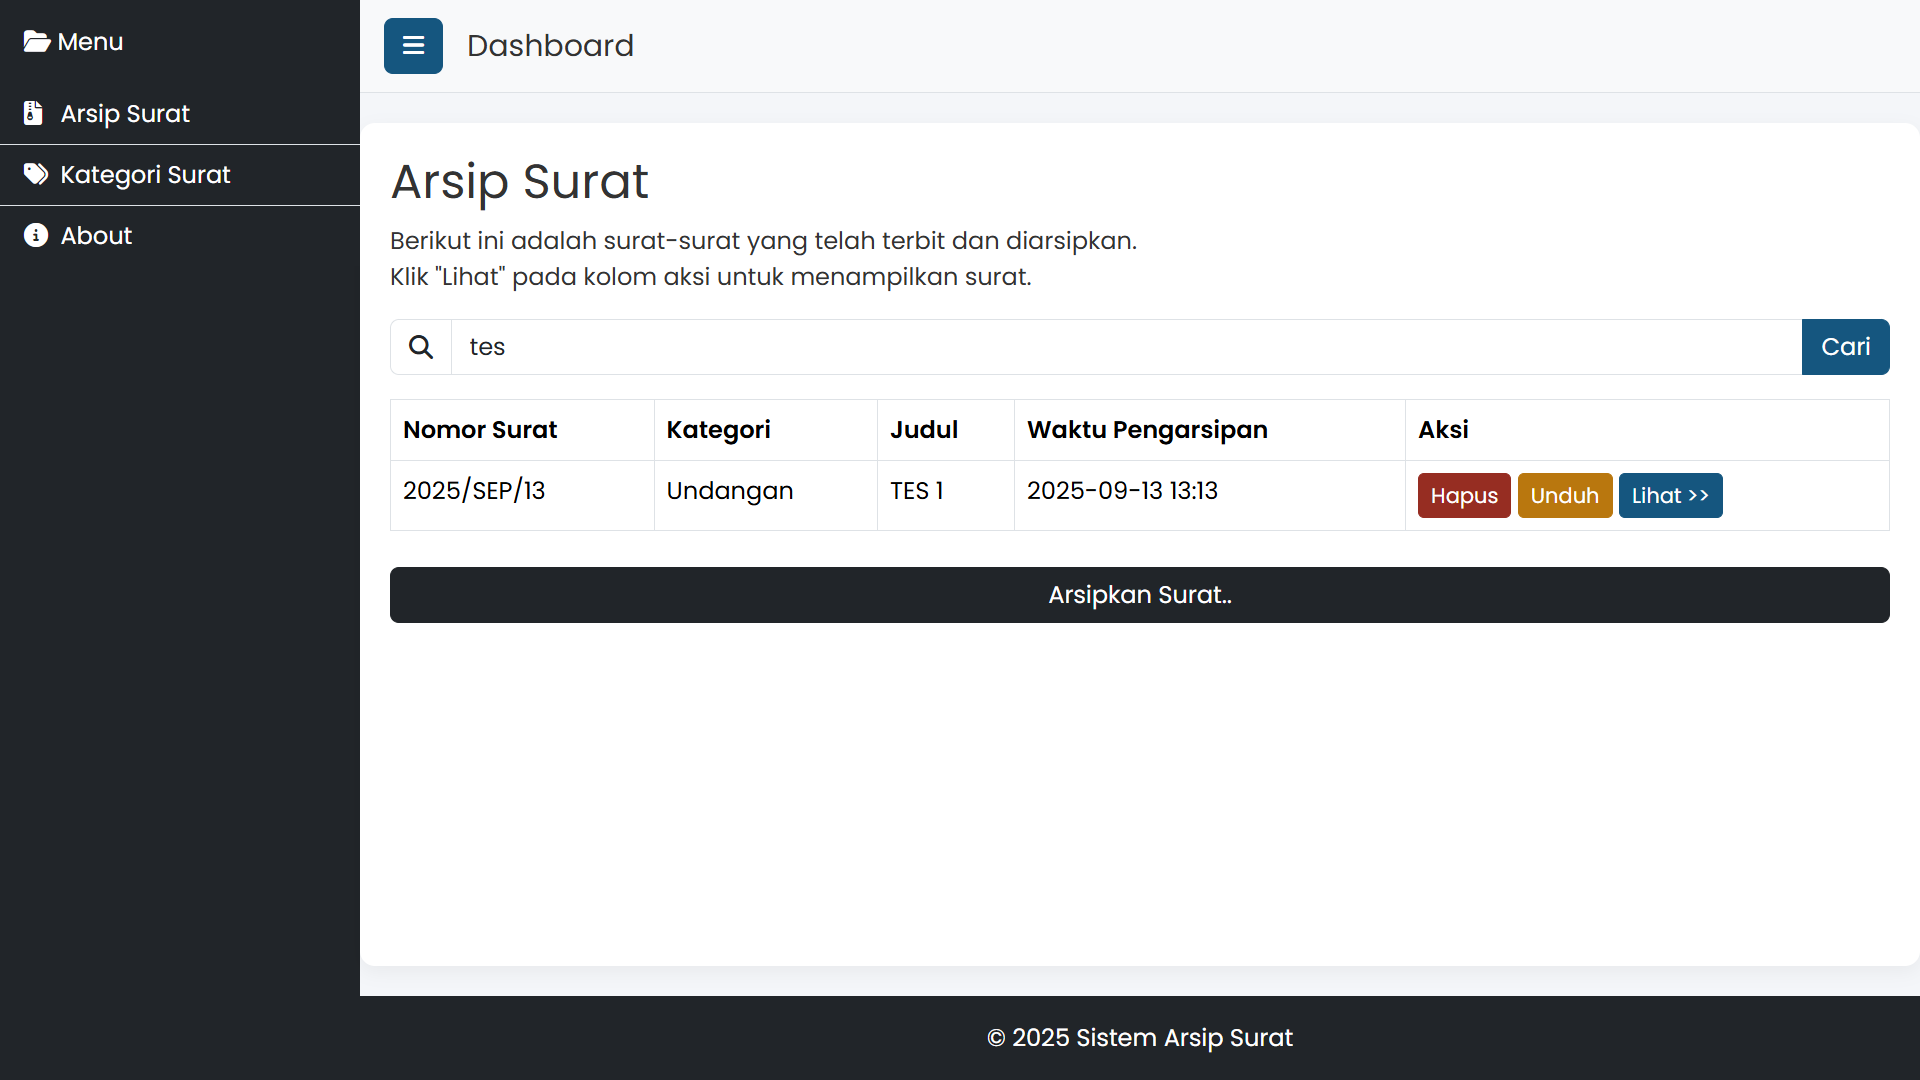 Menu
Arsip Surat
Kategori Surat
About
Dashboard
Arsip Surat
Berikut ini adalah surat-surat yang telah terbit dan diarsipkan.
Klik "Lihat" pada kolom aksi untuk menampilkan surat.
tes
Cari
Nomor Surat Kategori Judul Waktu Pengarsipan Aksi
2025/SEP/13 Undangan TES 1 2025-09-13 13:13 Hapus Unduh Lihat >>
Arsipkan Surat..
© 2025 Sistem Arsip Surat